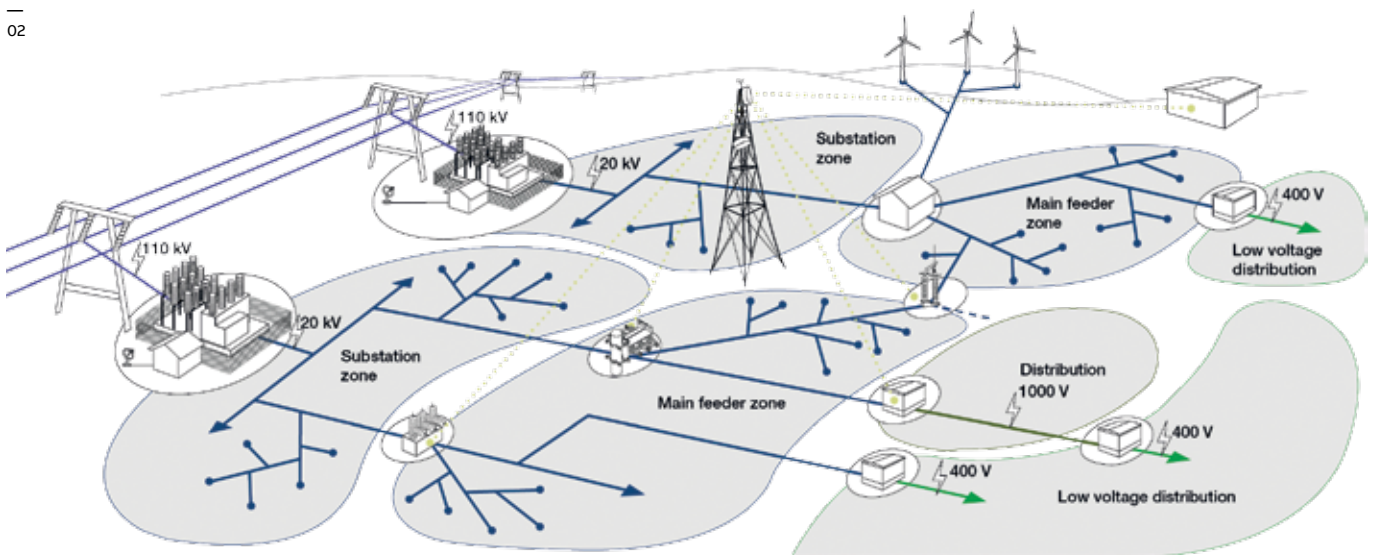 —
02
110 kV
20 kV
Substation
zone
Main feeder
zone
400 V
Low voltage
distribution
110 kV
20 kV
Substation
zone
Main feeder zone
Distribution
1000 V
400 V
400 V
Low voltage distribution